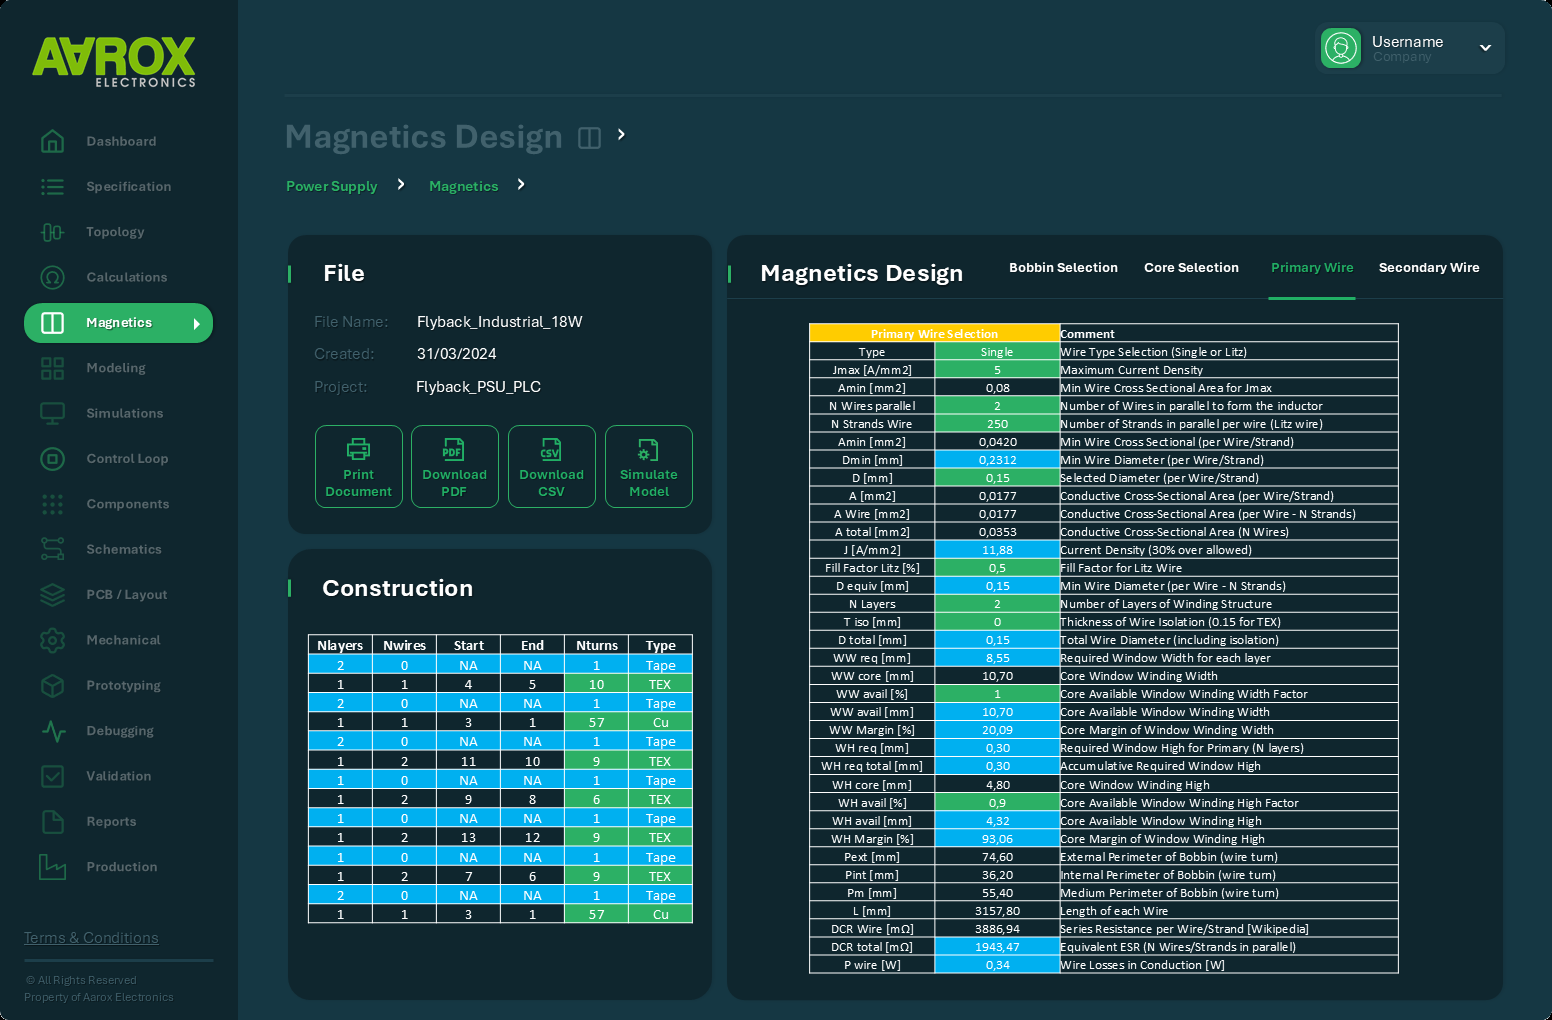 AAROX
ELECTRONICS
Dashboard
Specification
Topology
Calculations
Magnetics
Modeling
Simulations
Control Loop
Components
Schematics
PCB / Layout
Mechanical
Prototyping
Debugging
Validation
Reports
Production
Terms & Conditions
© All Rights Reserved
Property of Aarox Electronics
Username
Company
Magnetics Design
Power Supply > Magnetics >
File
File Name: Flyback_Industrial_18W
Created: 31/03/2024
Project: Flyback_PSU_PLC
Print Document
Download PDF
Download CSV
Simulate Model
Construction
Nlayers Nwires Start End Nturns Type
2 0 NA NA 1 Tape
1 1 4 5 10 TEX
2 0 NA NA 1 Tape
1 1 3 1 57 Cu
2 0 NA NA 1 Tape
1 2 11 10 9 TEX
1 0 NA NA 1 Tape
1 2 9 8 6 TEX
1 0 NA NA 1 Tape
1 2 13 12 9 TEX
1 0 NA NA 1 Tape
1 2 7 6 9 TEX
2 0 NA NA 1 Tape
1 1 3 1 57 Cu
Magnetics Design
Bobbin Selection Core Selection Primary Wire Secondary Wire
Primary Wire Selection Comment
Type Single Wire Type Selection (Single or Litz)
Jmax [A/mm2] 5 Maximum Current Density
Amin [mm2] 0,08 Min Wire Cross Sectional Area for Jmax
N Wires parallel 2 Number of Wires in parallel to form the inductor
N Strands Wire 250 Number of Strands in parallel per wire (Litz wire)
Amin [mm2] 0,0420 Min Wire Cross Sectional (per Wire/Strand)
Dmin [mm] 0,2312 Min Wire Diameter (per Wire/Strand)
D [mm] 0,15 Selected Diameter (per Wire/Strand)
A [mm2] 0,0177 Conductive Cross-Sectional Area (per Wire/Strand)
A Wire [mm2] 0,0177 Conductive Cross-Sectional Area (per Wire - N Strands)
A total [mm2] 0,0353 Conductive Cross-Sectional Area (N Wires)
J [A/mm2] 11,88 Current Density (30% over allowed)
Fill Factor Litz [%] 0,5 Fill Factor for Litz Wire
D equiv [mm] 0,15 Min Wire Diameter (per Wire - N Strands)
N Layers 2 Number of Layers of Winding Structure
T iso [mm] 0 Thickness of Wire Isolation (0.15 for TEX)
D total [mm] 0,15 Total Wire Diameter (including isolation)
WW req [mm] 8,55 Required Window Width for each layer
WW core [mm] 10,70 Core Window Winding Width
WW avail [%] 1 Core Available Window Winding Width Factor
WW avail [mm] 10,70 Core Available Window Winding Width
WW Margin [%] 20,09 Core Margin of Window Winding Width
WH req [mm] 0,30 Required Window High for Primary (N layers)
WH req total [mm] 0,30 Accumulative Required Window High
WH core [mm] 4,80 Core Window Winding High
WH avail [%] 0,9 Core Available Window Winding High Factor
WH avail [mm] 4,32 Core Available Window Winding High
WH Margin [%] 93,06 Core Margin of Window Winding High
Pext [mm] 74,60 External Perimeter of Bobbin (wire turn)
Pint [mm] 36,20 Internal Perimeter of Bobbin (wire turn)
Pm [mm] 55,40 Medium Perimeter of Bobbin (wire turn)
L [mm] 3157,80 Length of each Wire
DCR Wire [mΩ] 3886,94 Series Resistance per Wire/Strand [Wikipedia]
DCR total [mΩ] 1943,47 Equivalent ESR (N Wires/Strands in parallel)
P wire [W] 0,34 Wire Losses in Conduction [W]